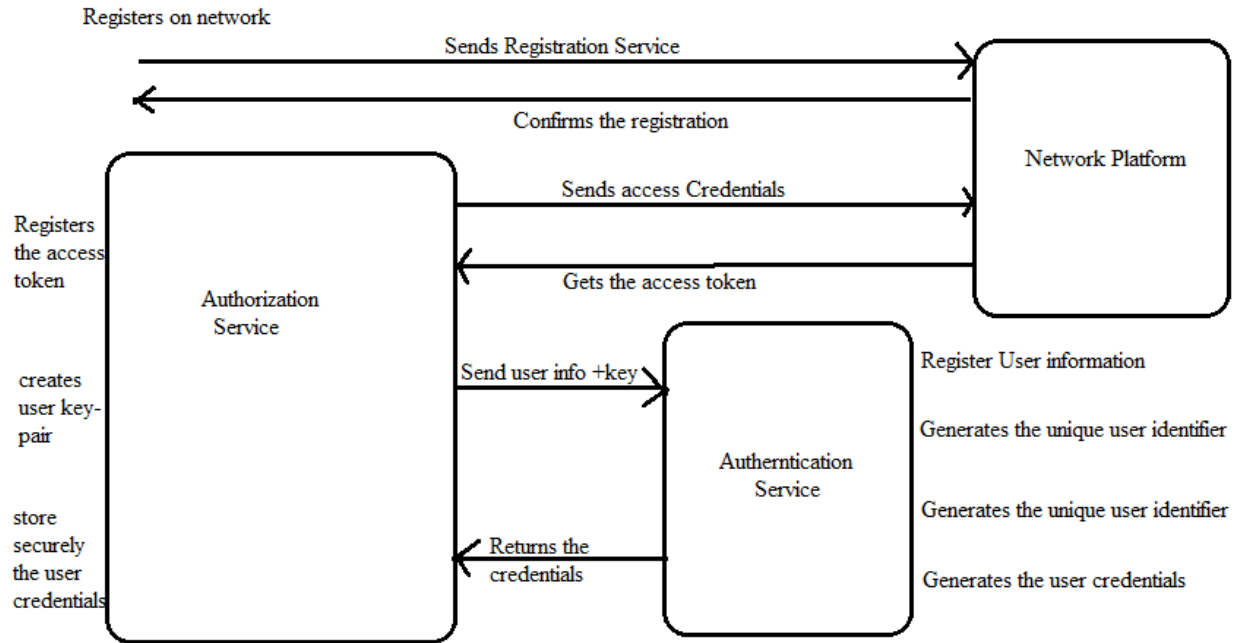 Registers on network
Sends Registration Service
Confirms the registration
Network Platform
Sends access Credentials
Registers
the access
token
Gets the access token
Authorization
Service
Send user info +key
Register User information
creates
user key-
pair
Generates the unique user identifier
Autherntication
Service
Generates the unique user identifier
store
securely
the user
credentials
Returns the
credentials
Generates the user credentials